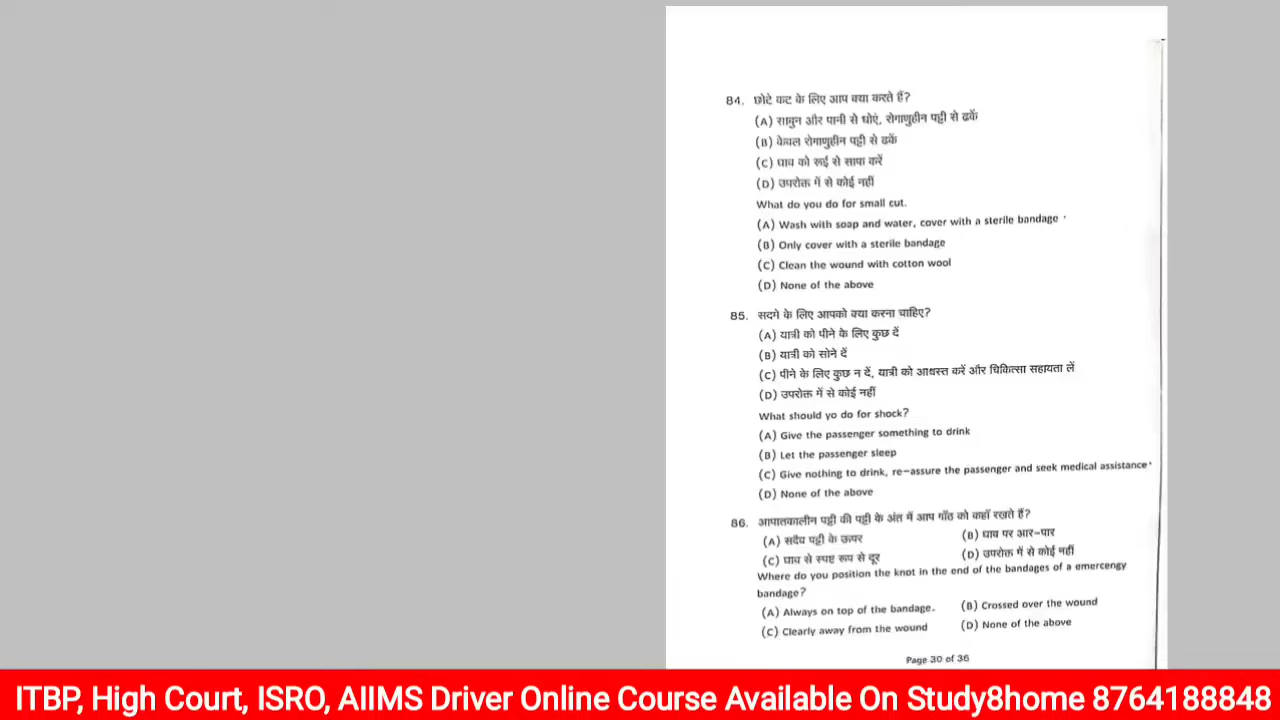 84. छोटे कट के लिए आप क्या करते हैं?
(A) साबुन और पानी से धोएं, रोगाणुहीन पट्टी से ढकें
(B) केवल रोगाणुहीन पट्टी से ढकें
(C) घाव को रूई से साफ करें
(D) उपरोक्त में से कोई नहीं
What do you do for small cut.
(A) Wash with soap and water, cover with a sterile bandage
(B) Only cover with a sterile bandage
(C) Clean the wound with cotton wool
(D) None of the above
85. सदमे के लिए आपको क्या करना चाहिए?
(A) यात्री को पीने के लिए कुछ दें
(B) यात्री को सोने दें
(C) पीने के लिए कुछ न दें, यात्री को आश्वस्त करें और चिकित्सा सहायता लें
(D) उपरोक्त में से कोई नहीं
What should yo do for shock?
(A) Give the passenger something to drink
(B) Let the passenger sleep
(C) Give nothing to drink, re-assure the passenger and seek medical assistance
(D) None of the above
86. आपातकालीन पट्टी की पट्टी के अंत में आप गाँठ को कहाँ रखते हैं?
(A) सदैव पट्टी के ऊपर (B) घाव पर आर-पार
(C) घाव से स्पष्ट रूप से दूर (D) उपरोक्त में से कोई नहीं
Where do you position the knot in the end of the bandages of a emercengy
bandage?
(A) Always on top of the bandage. (B) Crossed over the wound
(C) Clearly away from the wound (D) None of the above
Page 30 of 36
ITBP, High Court, ISRO, AIIMS Driver Online Course Available On Study8home 8764188848